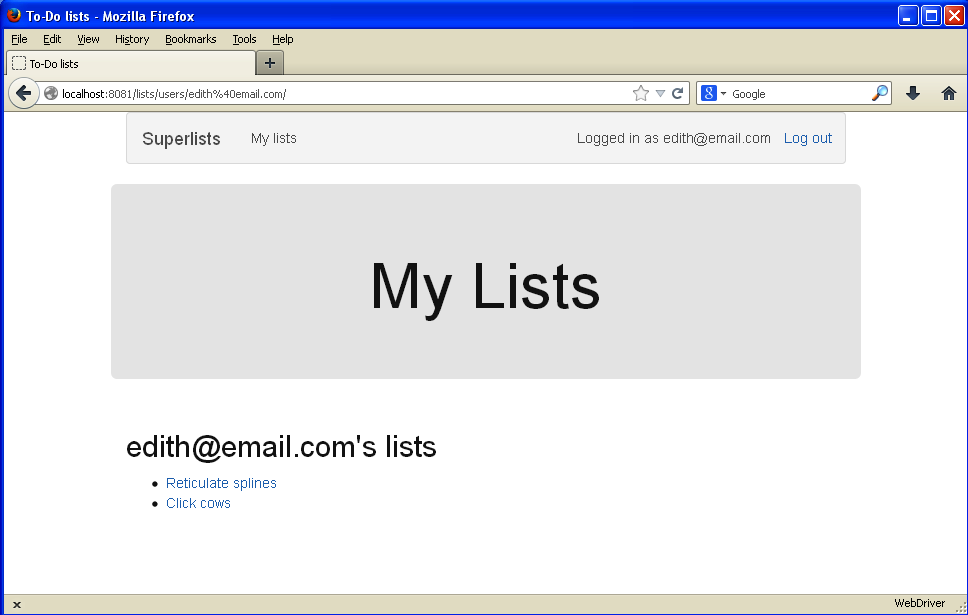 To-Do lists - Mozilla Firefox
File Edit View History Bookmarks Tools Help
To-Do lists
localhost:8081/lists/users/edith%40email.com/ 8 Google
Superlists My lists Logged in as edith@email.com Log out
My Lists
edith@email.com's lists
Reticulate splines
Click cows
x WebDriver